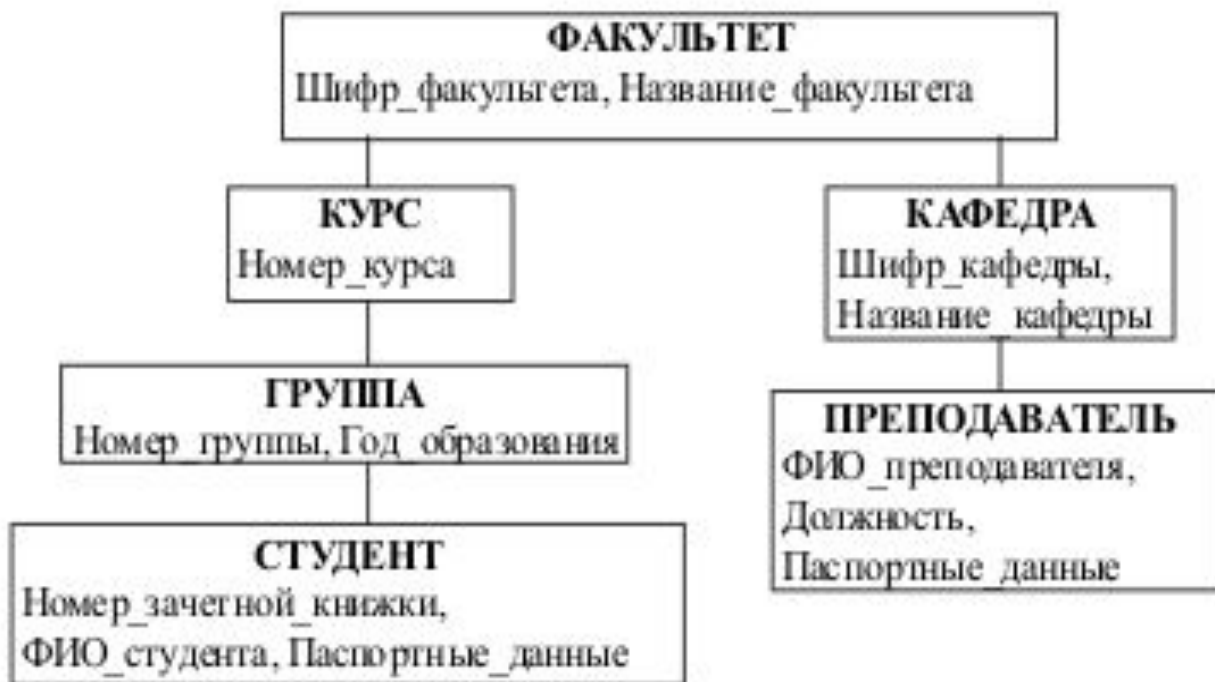 ФАКУЛЬТЕТ
Шифр_факультета, Название_факультета
КУРС
Номер_курса
КАФЕДРА
Шифр_кафедры,
Название_кафедры
ГРУППА
Номер_группы, Год_образования
ПРЕПОДАВАТЕЛЬ
ФИО_преподавателя,
Должность,
Паспортные_данные
СТУДЕНТ
Номер_зачетной_книжки,
ФИО_студента, Паспортные_данные